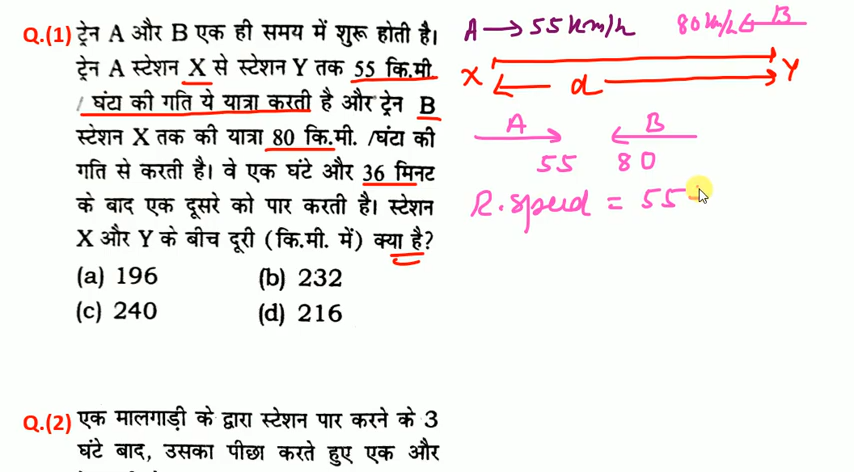 Q.(1) ट्रेन A और B एक ही समय में शुरू होती है।
ट्रेन A स्टेशन X से स्टेशन Y तक 55 कि.मी
/ घंटा की गति ये यात्रा करती है और ट्रेन B
स्टेशन X तक की यात्रा 80 कि.मी. /घंटा की
गति से करती है। वे एक घंटे और 36 मिनट
के बाद एक दूसरे को पार करती है। स्टेशन
X और Y के बीच दूरी (कि.मी. में) क्या है?
(a) 196 (b) 232
(c) 240 (d) 216
A → 55 km/h 80 km/h ← B
X d Y
A B
55 80
R. speed = 55
Q.(2) एक मालगाड़ी के द्वारा स्टेशन पार करने के 3
घंटे बाद, उसका पीछा करते हुए एक और